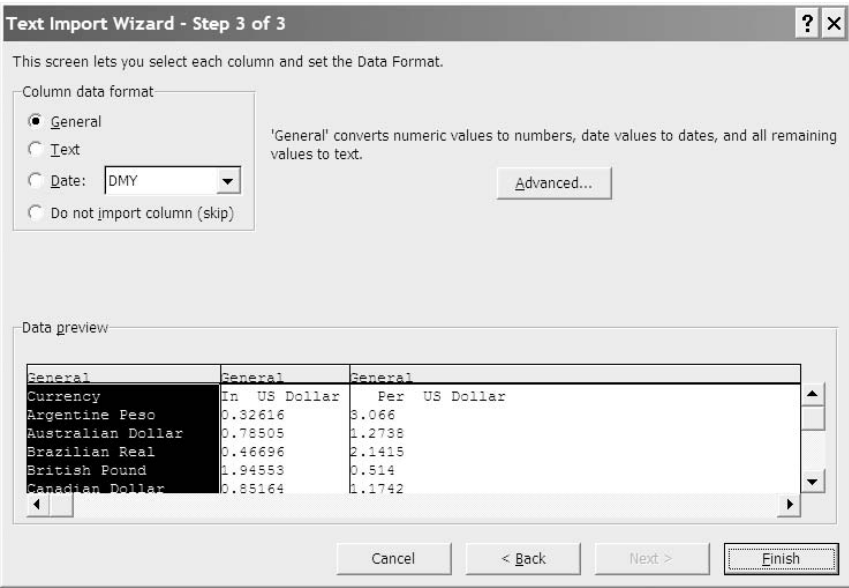 Text Import Wizard - Step 3 of 3
This screen lets you select each column and set the Data Format.
Column data format
General
Text
Date: DMY
Do not import column (skip)
'General' converts numeric values to numbers, date values to dates, and all remaining
values to text.
Advanced...
Data preview
General General General
Currency In US Dollar Per US Dollar
Argentine Peso 0.32616 3.066
Australian Dollar 0.78505 1.2738
Brazilian Real 0.46696 2.1415
British Pound 1.94553 0.514
Canadian Dollar 0.85164 1.1742
Cancel < Back Next > Finish